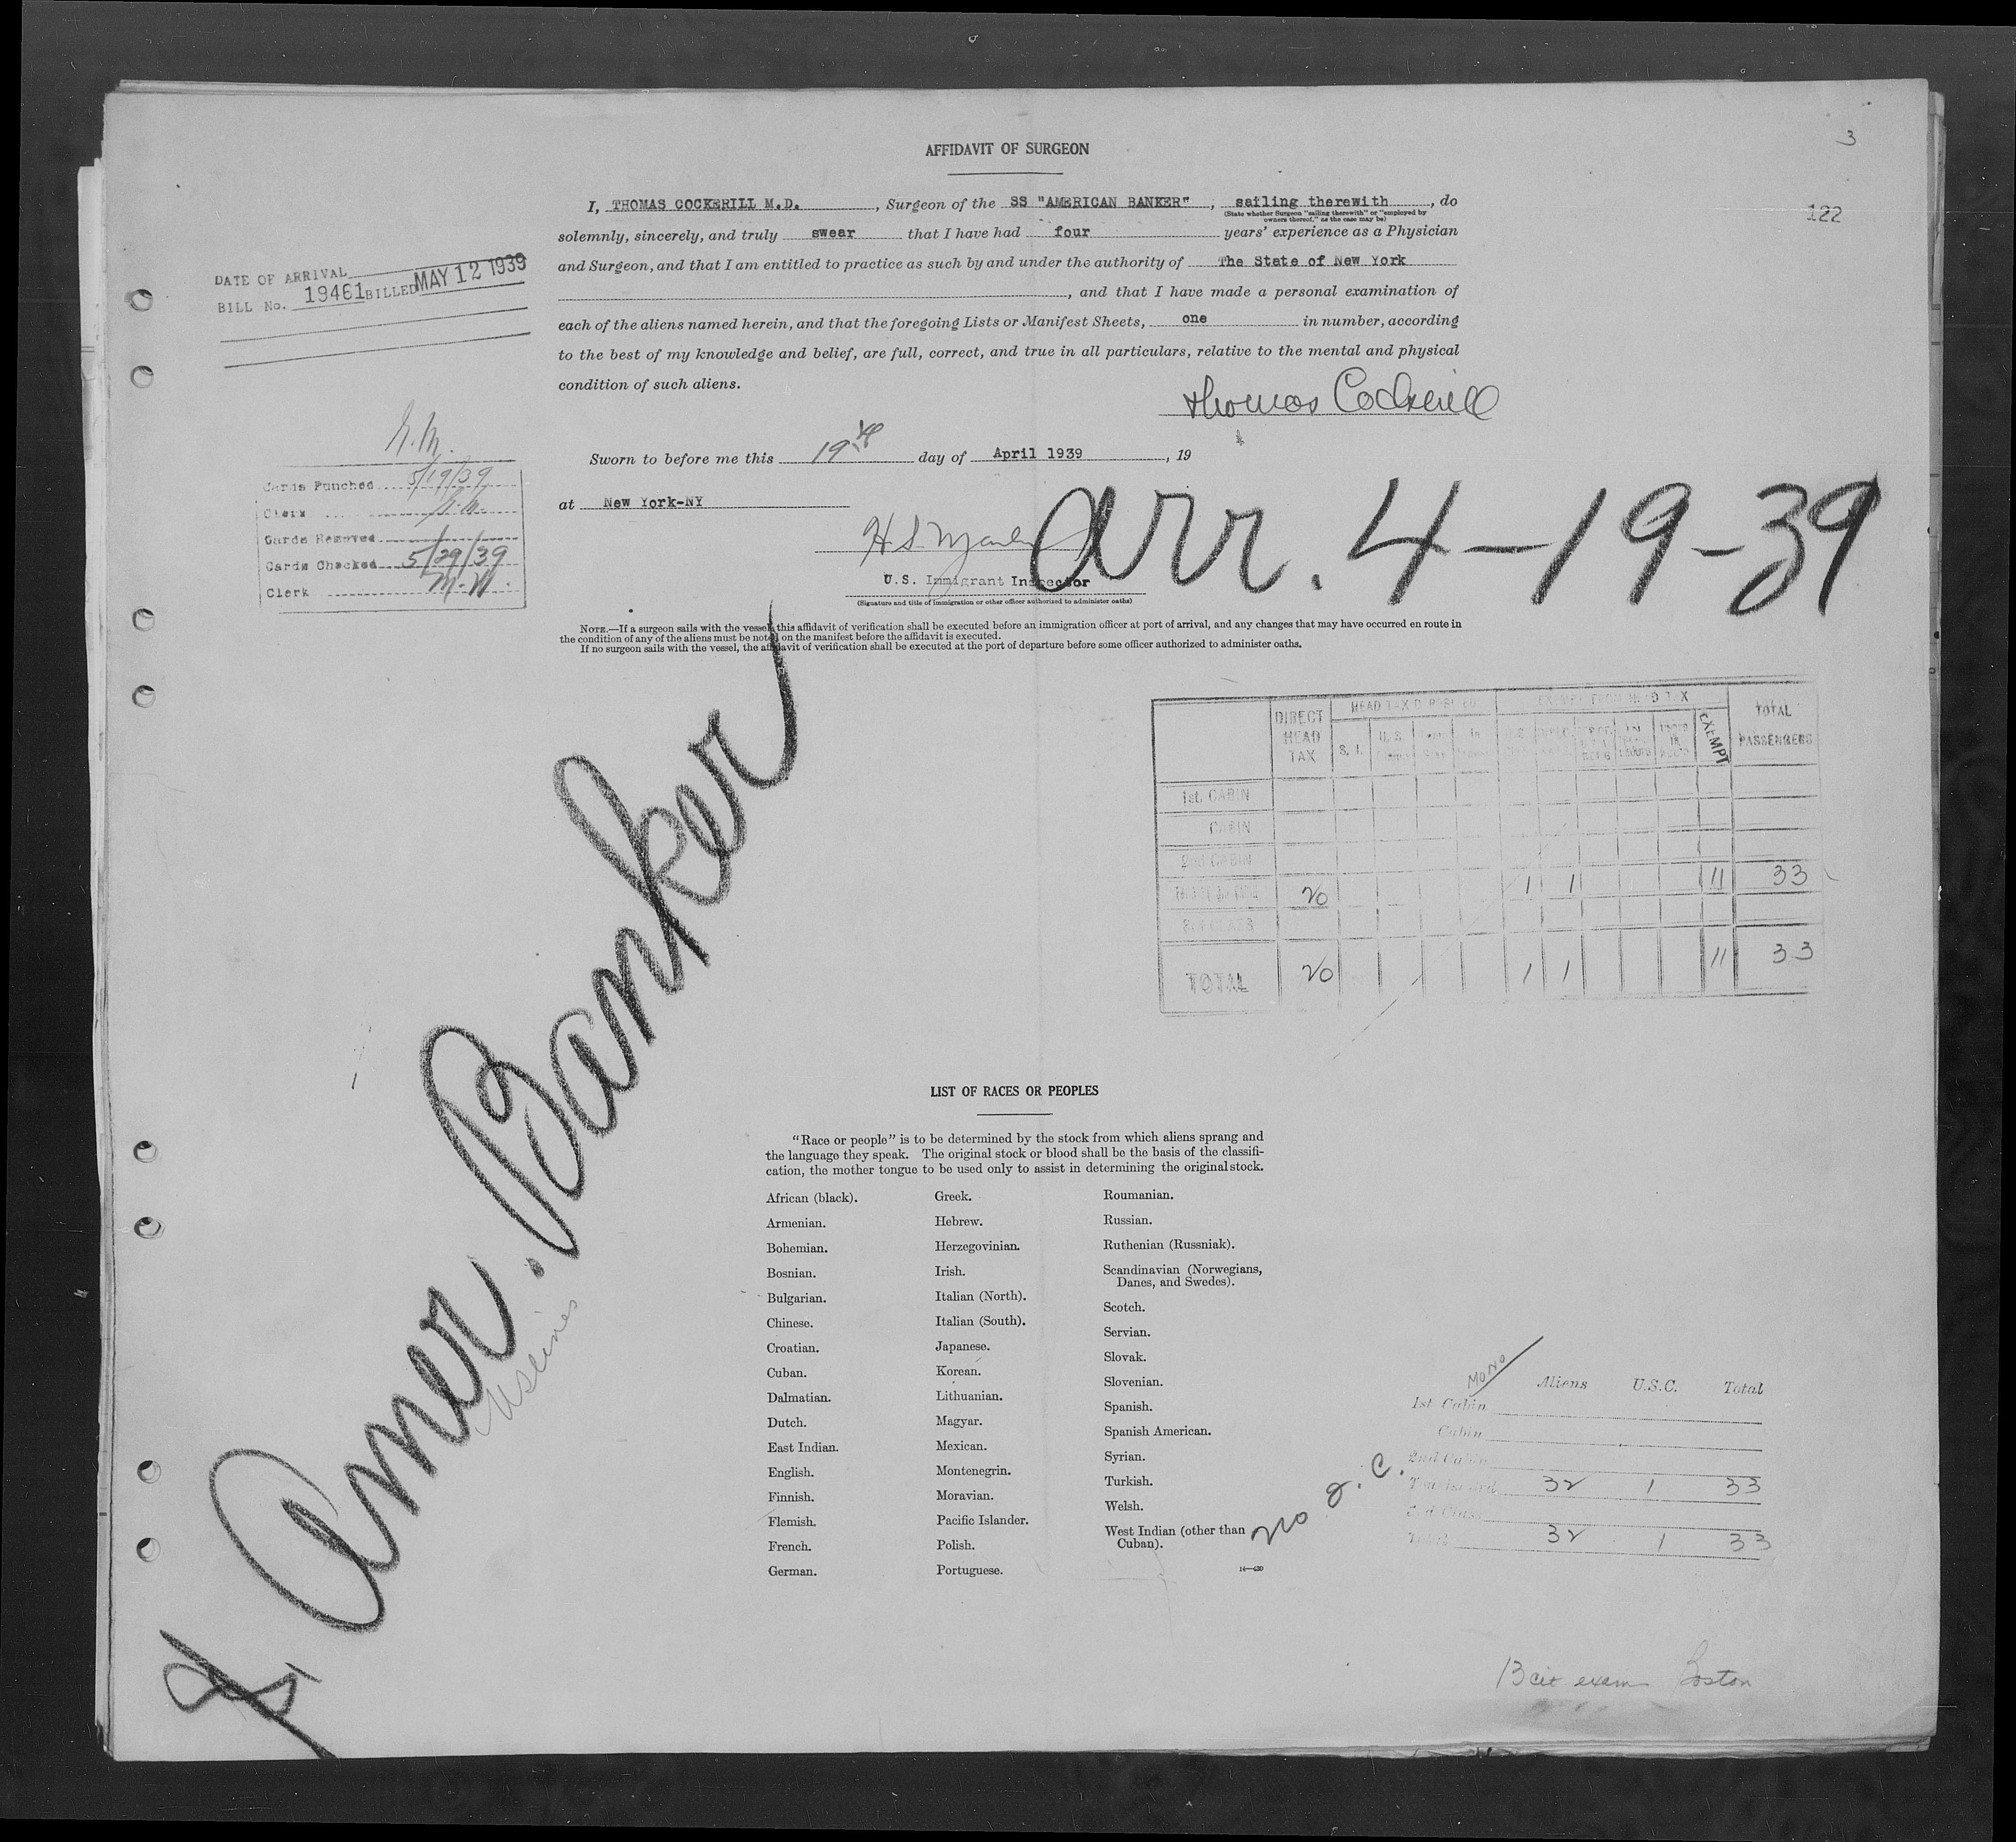 3
122
AFFIDAVIT OF SURGEON
I, THOMAS COCKERILL M.D. , Surgeon of the SS "AMERICAN BANKER" , sailing therewith , do
(State whether Surgeon "sailing therewith" or "employed by
owners thereof," as the case may be)
solemnly, sincerely, and truly swear that I have had four years' experience as a Physician
and Surgeon, and that I am entitled to practice as such by and under the authority of The State of New York
, and that I have made a personal examination of
each of the aliens named herein, and that the foregoing Lists or Manifest Sheets, one in number, according
to the best of my knowledge and belief, are full, correct, and true in all particulars, relative to the mental and physical
condition of such aliens.
Thomas Cockerill
Sworn to before me this 19th day of April 1939 , 19
at New York-NY
U.S. Immigrant Inspector
(Signature and title of immigration or other officer authorized to administer oaths)
arr. 4-19-39
NOTE.—If a surgeon sails with the vessel, this affidavit of verification shall be executed before an immigration officer at port of arrival, and any changes that may have occurred en route in
the condition of any of the aliens must be noted on the manifest before the affidavit is executed.
If no surgeon sails with the vessel, the affidavit of verification shall be executed at the port of departure before some officer authorized to administer oaths.
DATE OF ARRIVAL
BILL No. 19461 BILLED MAY 12 1939
Cards Punched 5/19/39
Clerk
Cards Removed
Cards Checked 5/29/39
Clerk M.M.
Amer. Banker
DIRECT HEAD TAX
HEAD TAX
S. I.
U. S.
EXEMPT FROM HEAD TAX
EXEMPT
TOTAL PASSENGERS
1st. CABIN
CABIN
2nd CABIN
20 1 1 11 33
TOTAL 20 1 1 11 33
LIST OF RACES OR PEOPLES
"Race or people" is to be determined by the stock from which aliens sprang and
the language they speak. The original stock or blood shall be the basis of the classifi-
cation, the mother tongue to be used only to assist in determining the original stock.
African (black).
Armenian.
Bohemian.
Bosnian.
Bulgarian.
Chinese.
Croatian.
Cuban.
Dalmatian.
Dutch.
East Indian.
English.
Finnish.
Flemish.
French.
German.
Greek.
Hebrew.
Herzegovinian.
Irish.
Italian (North).
Italian (South).
Japanese.
Korean.
Lithuanian.
Magyar.
Mexican.
Montenegrin.
Moravian.
Pacific Islander.
Polish.
Portuguese.
Roumanian.
Russian.
Ruthenian (Russniak).
Scandinavian (Norwegians,
Danes, and Swedes).
Scotch.
Servian.
Slovak.
Slovenian.
Spanish.
Spanish American.
Syrian.
Turkish.
Welsh.
West Indian (other than
Cuban).
Aliens U.S.C. Total
1st Cabin
Cabin
2nd Cabin
32 1 33
Total 32 1 33
exam Boston